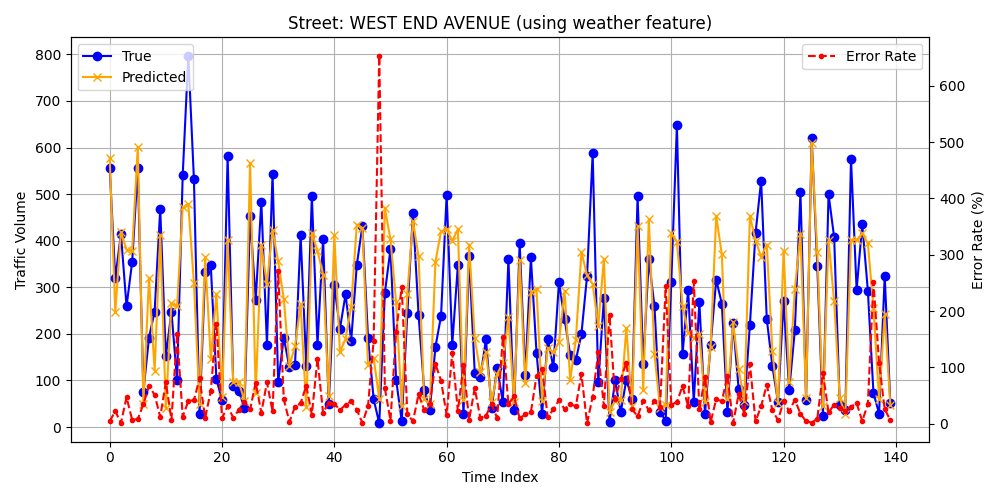 Street: WEST END AVENUE (using weather feature)
True
Predicted
Error Rate
800
700
600
500
400
300
200
100
0
Traffic Volume
600
500
400
300
200
100
0
Error Rate (%)
0 20 40 60 80 100 120 140
Time Index